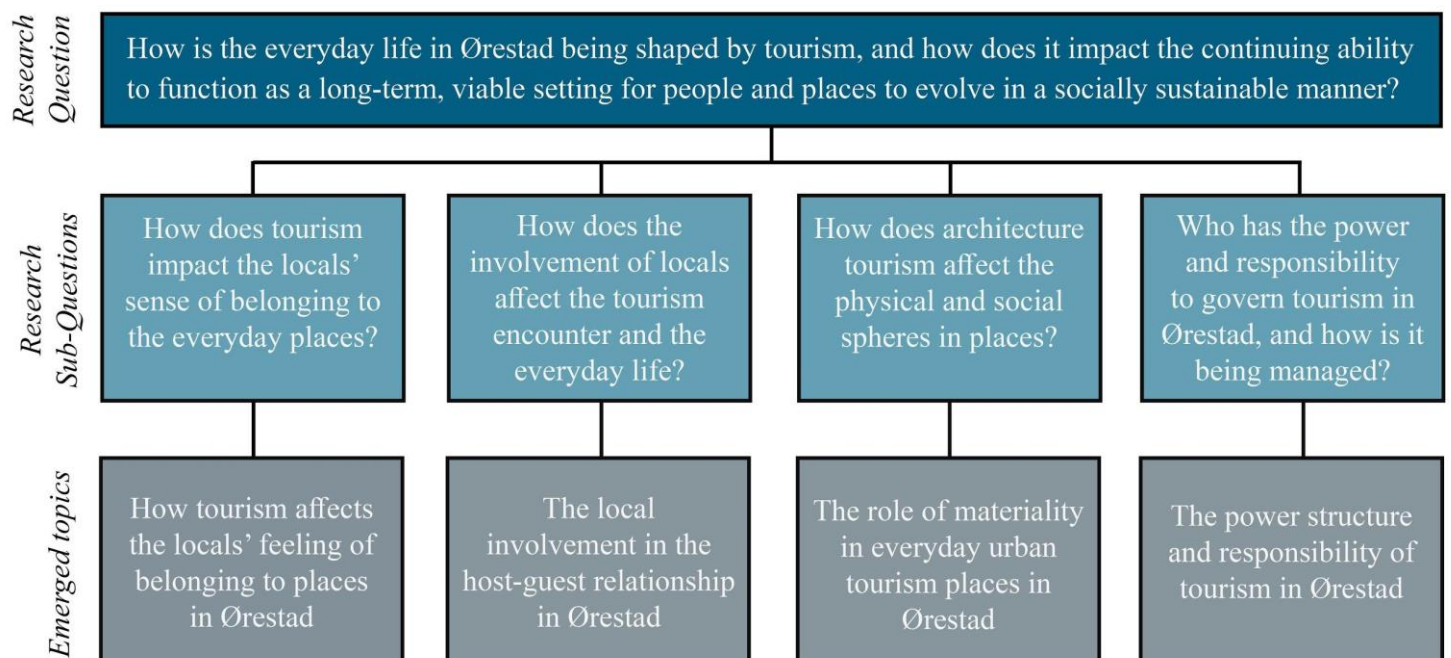 Research
Question
How is the everyday life in Ørestad being shaped by tourism, and how does it impact the continuing ability
to function as a long-term, viable setting for people and places to evolve in a socially sustainable manner?
Research
Sub-Questions
How does tourism
impact the locals’
sense of belonging to
the everyday places?
How does the
involvement of locals
affect the tourism
encounter and the
everyday life?
How does architecture
tourism affect the
physical and social
spheres in places?
Who has the power
and responsibility
to govern tourism in
Ørestad, and how is it
being managed?
Emerged topics
How tourism affects
the locals’ feeling of
belonging to places
in Ørestad
The local
involvement in the
host-guest relationship
in Ørestad
The role of materiality
in everyday urban
tourism places in
Ørestad
The power structure
and responsibility of
tourism in Ørestad